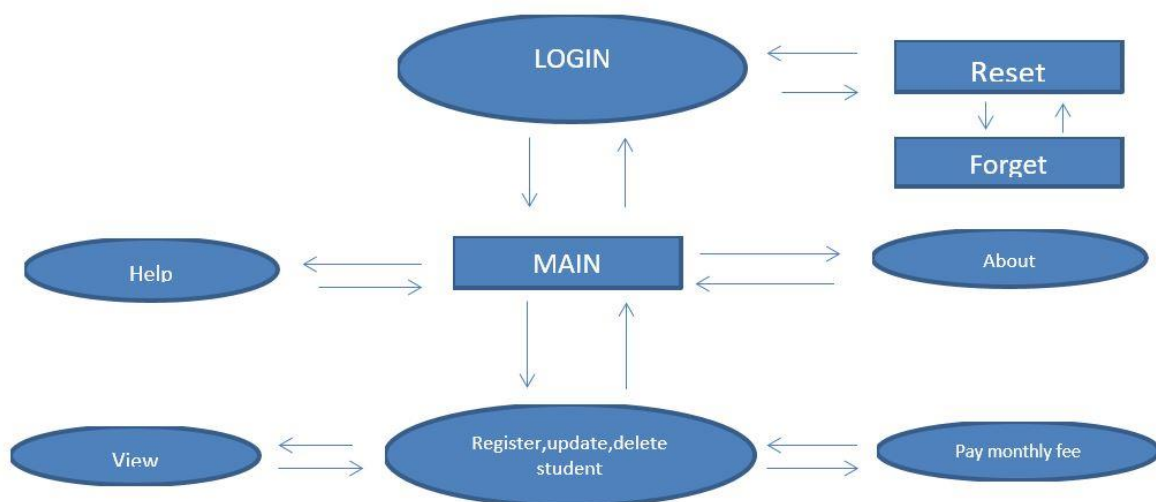 LOGIN
Reset
Forget
Help
MAIN
About
View
Register,update,delete
student
Pay monthly fee